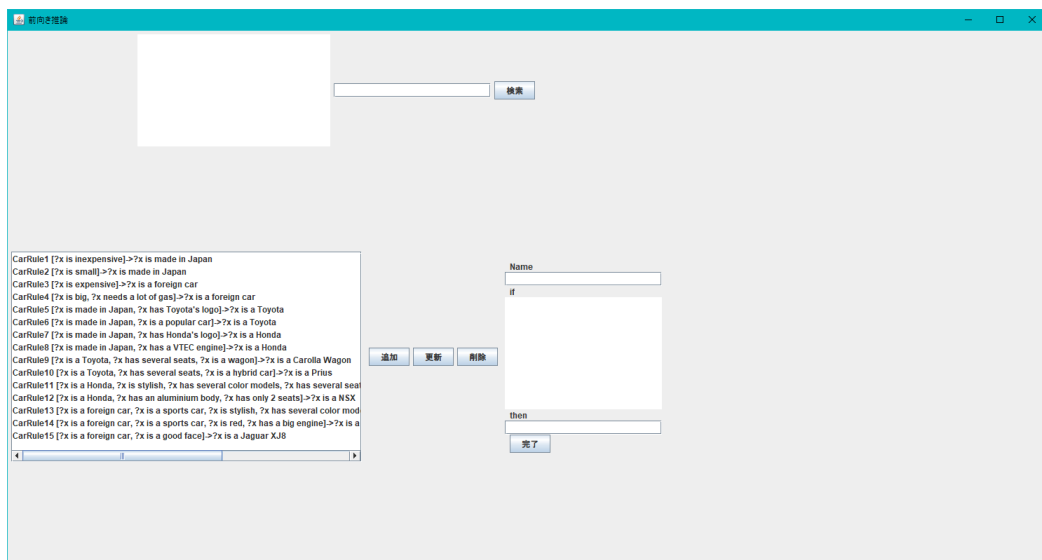 前向き推論
検索
CarRule1 [?x is inexpensive]->?x is made in Japan
CarRule2 [?x is small]->?x is made in Japan
CarRule3 [?x is expensive]->?x is a foreign car
CarRule4 [?x is big, ?x needs a lot of gas]->?x is a foreign car
CarRule5 [?x is made in Japan, ?x has Toyota's logo]->?x is a Toyota
CarRule6 [?x is made in Japan, ?x is a popular car]->?x is a Toyota
CarRule7 [?x is made in Japan, ?x has Honda's logo]->?x is a Honda
CarRule8 [?x is made in Japan, ?x has a VTEC engine]->?x is a Honda
CarRule9 [?x is a Toyota, ?x has several seats, ?x is a wagon]->?x is a Carolla Wagon
CarRule10 [?x is a Toyota, ?x has several seats, ?x is a hybrid car]->?x is a Prius
CarRule11 [?x is a Honda, ?x is stylish, ?x has several color models, ?x has several seat
CarRule12 [?x is a Honda, ?x has an aluminium body, ?x has only 2 seats]->?x is a NSX
CarRule13 [?x is a foreign car, ?x is a sports car, ?x is stylish, ?x has several color mod
CarRule14 [?x is a foreign car, ?x is a sports car, ?x is red, ?x has a big engine]->?x is a
CarRule15 [?x is a foreign car, ?x is a good face]->?x is a Jaguar XJ8
追加 更新 削除
Name
if
then
完了